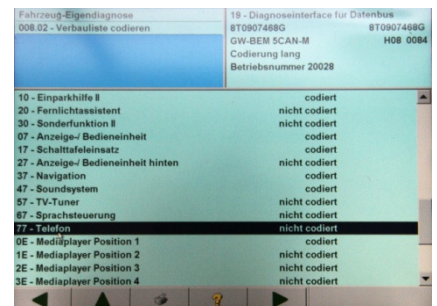 Fahrzeug-Eigendiagnose
008.02 - Verbauliste codieren
19 - Diagnoseinterface fur Datenbus
8T0907468G 8T0907468G
GW-BEM 5CAN-M H08 0084
Codierung lang
Betriebsnummer 20028
10 - Einparkhilfe II codiert
20 - Fernlichtassistent nicht codiert
30 - Sonderfunktion II nicht codiert
07 - Anzeige-/ Bedieneinheit codiert
17 - Schalttafeleinsatz codiert
27 - Anzeige-/ Bedieneinheit hinten nicht codiert
37 - Navigation codiert
47 - Soundsystem codiert
57 - TV-Tuner nicht codiert
67 - Sprachsteuerung nicht codiert
77 - Telefon nicht codiert
0E - Mediaplayer Position 1 codiert
1E - Mediaplayer Position 2 nicht codiert
2E - Mediaplayer Position 3 nicht codiert
3E - Mediaplayer Position 4 nicht codiert